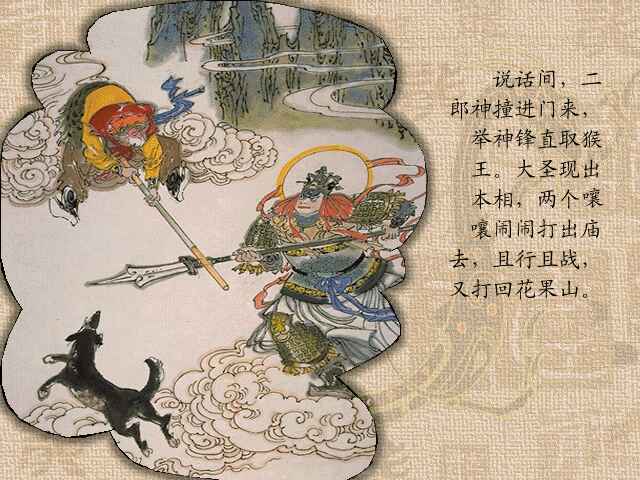 说话间，二
郎神撞进门来，
举神锋直取猴
王。大圣现出
本相，两个嚷
嚷闹闹打出庙
去，且行且战，
又打回花果山。